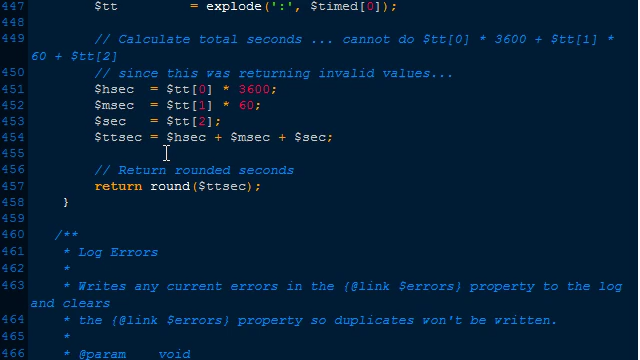 447 $tt = explode(':', $timed[0]);
448
449 // Calculate total seconds ... cannot do $tt[0] * 3600 + $tt[1] *
60 + $tt[2]
450 // since this was returning invalid values...
451 $hsec = $tt[0] * 3600;
452 $msec = $tt[1] * 60;
453 $sec = $tt[2];
454 $ttsec = $hsec + $msec + $sec;
455
456 // Return rounded seconds
457 return round($ttsec);
458 }
459
460 /**
461 * Log Errors
462 *
463 * Writes any current errors in the {@link $errors} property to the log
and clears
464 * the {@link $errors} property so duplicates won't be written.
465 *
466 * @param void